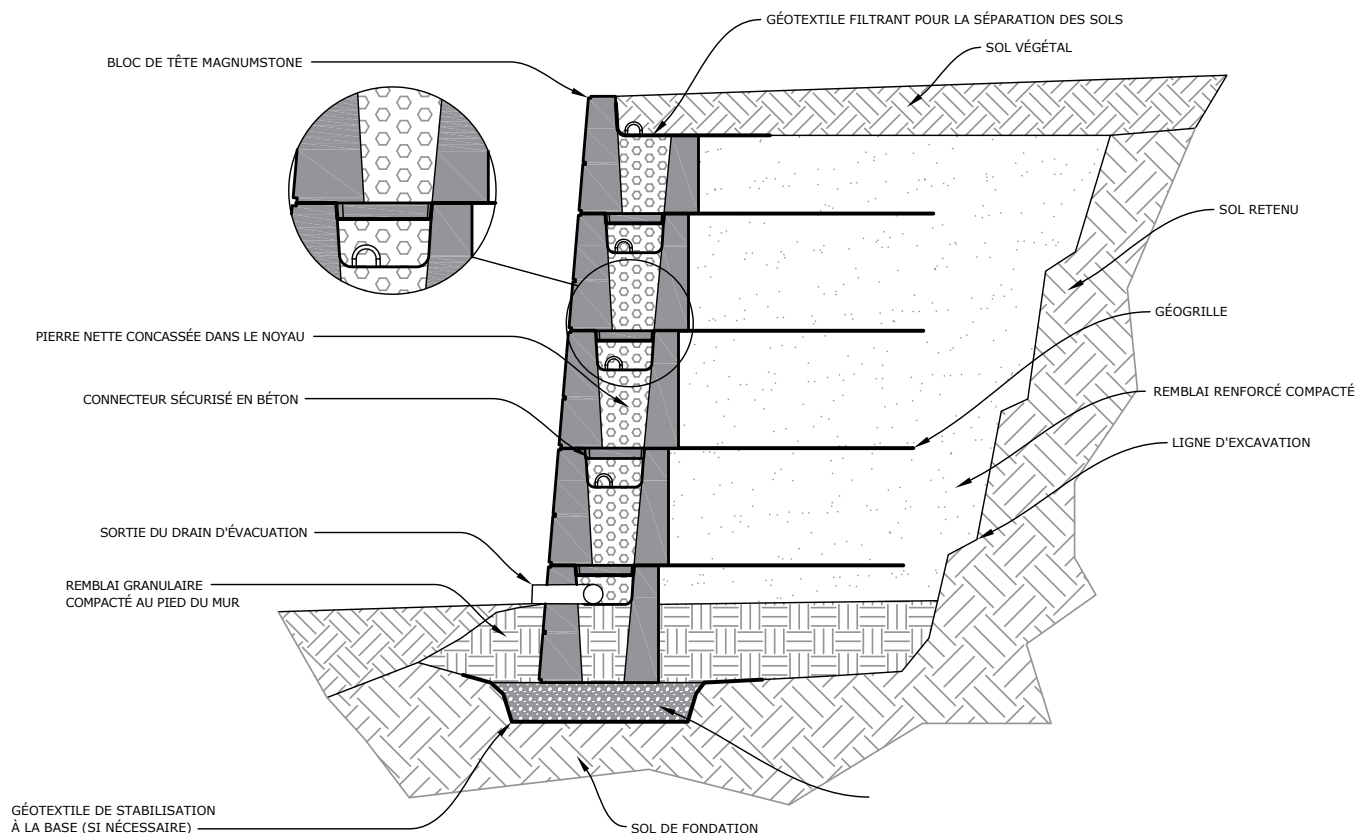 GÉOTEXTILE FILTRANT POUR LA SÉPARATION DES SOLS
SOL VÉGÉTAL
BLOC DE TÊTE MAGNUMSTONE
SOL RETENU
GÉOGRILLE
PIERRE NETTE CONCASSÉE DANS LE NOYAU
REMBLAI RENFORCÉ COMPACTÉ
CONNECTEUR SÉCURISÉ EN BÉTON
LIGNE D'EXCAVATION
SORTIE DU DRAIN D'ÉVACUATION
REMBLAI GRANULAIRE
COMPACTÉ AU PIED DU MUR
GÉOTEXTILE DE STABILISATION
À LA BASE (SI NÉCESSAIRE)
SOL DE FONDATION